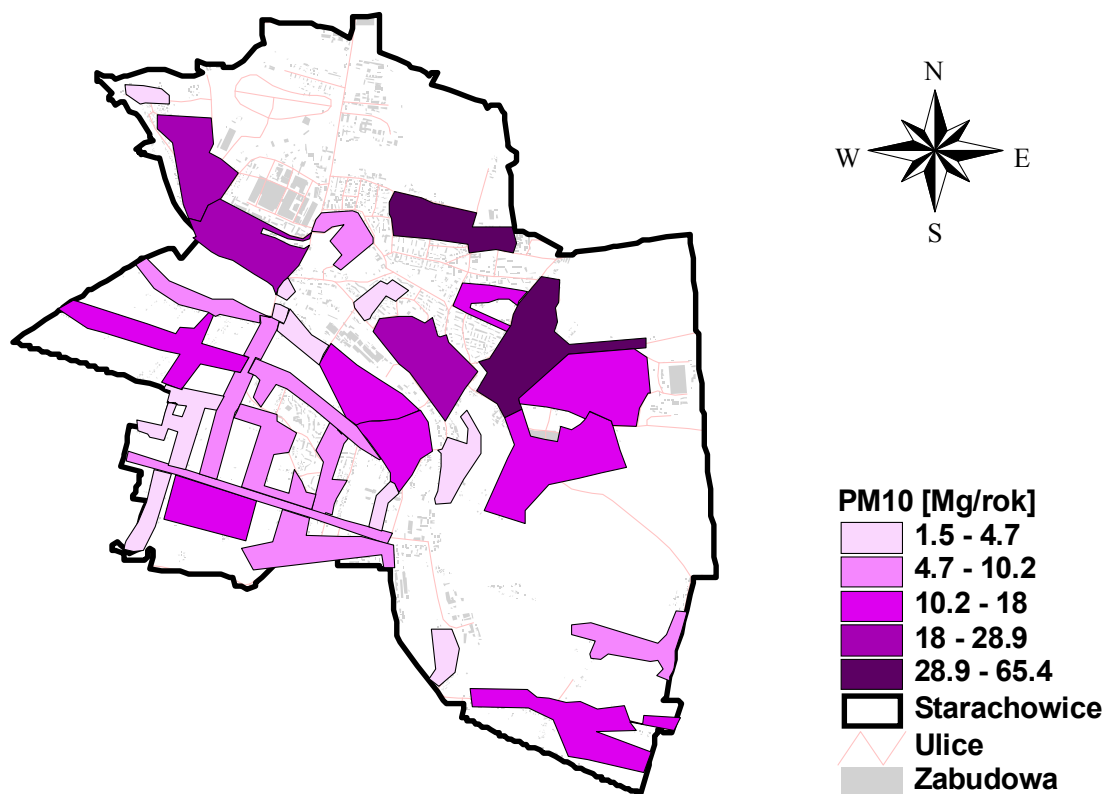 N
W
E
S
PM10 [Mg/rok]
1.5 - 4.7
4.7 - 10.2
10.2 - 18
18 - 28.9
28.9 - 65.4
Starachowice
Ulice
Zabudowa